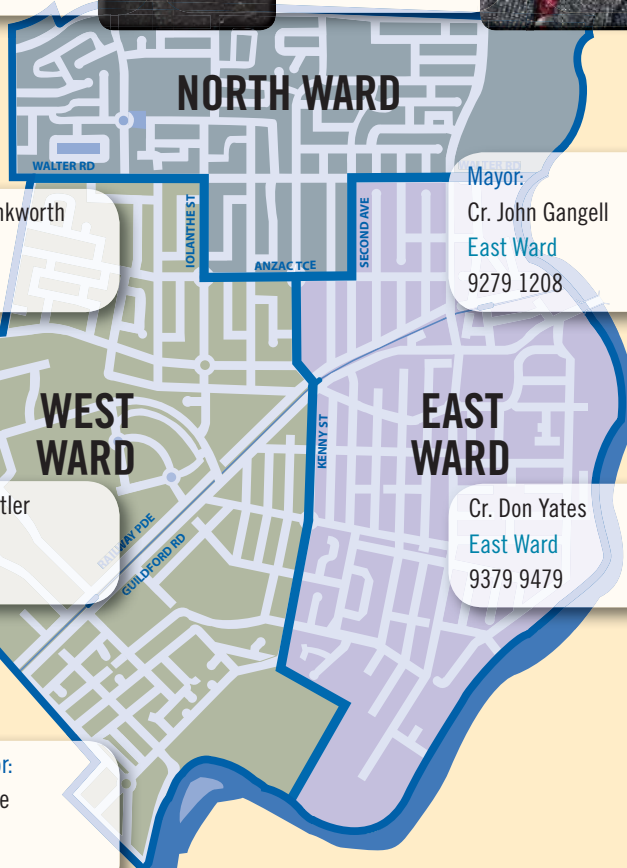 NORTH WARD
WALTER RD
WALTER RD
Mayor:
Cr. John Gangell
East Ward
9279 1208
nkworth
IOLANTHE ST
SECOND AVE
ANZAC TCE
WEST
WARD
EAST
WARD
KENNY ST
tler
Cr. Don Yates
East Ward
9379 9479
RAILWAY PDE
GUILDFORD RD
or:
e